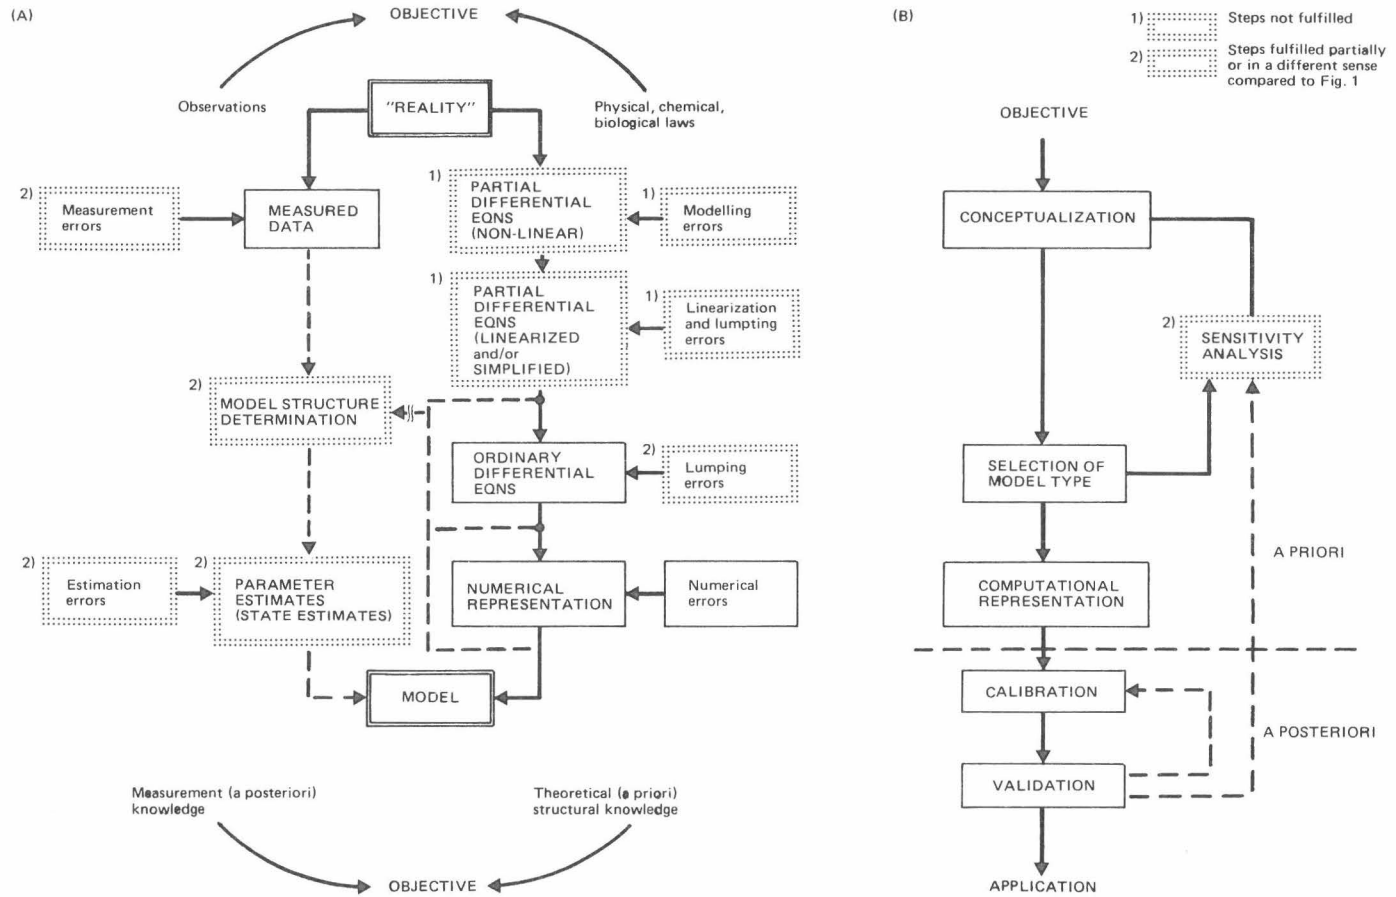 (A)
OBJECTIVE
Observations
"REALITY"
Physical, chemical,
biological laws
2)
Measurement
errors
MEASURED
DATA
1)
PARTIAL
DIFFERENTIAL
EQNS
(NON-LINEAR)
1)
Modelling
errors
1)
PARTIAL
DIFFERENTIAL
EQNS
(LINEARIZED
and/or
SIMPLIFIED)
1)
Linearization
and lumpting
errors
2)
MODEL STRUCTURE
DETERMINATION
ORDINARY
DIFFERENTIAL
EQNS
2)
Lumping
errors
2)
Estimation
errors
2)
PARAMETER
ESTIMATES
(STATE ESTIMATES)
NUMERICAL
REPRESENTATION
Numerical
errors
MODEL
Measurement (a posteriori)
knowledge
Theoretical (a priori)
structural knowledge
OBJECTIVE
(B)
1)
Steps not fulfilled
2)
Steps fulfilled partially
or in a different sense
compared to Fig. 1
OBJECTIVE
CONCEPTUALIZATION
2)
SENSITIVITY
ANALYSIS
SELECTION OF
MODEL TYPE
A PRIORI
COMPUTATIONAL
REPRESENTATION
CALIBRATION
A POSTERIORI
VALIDATION
APPLICATION